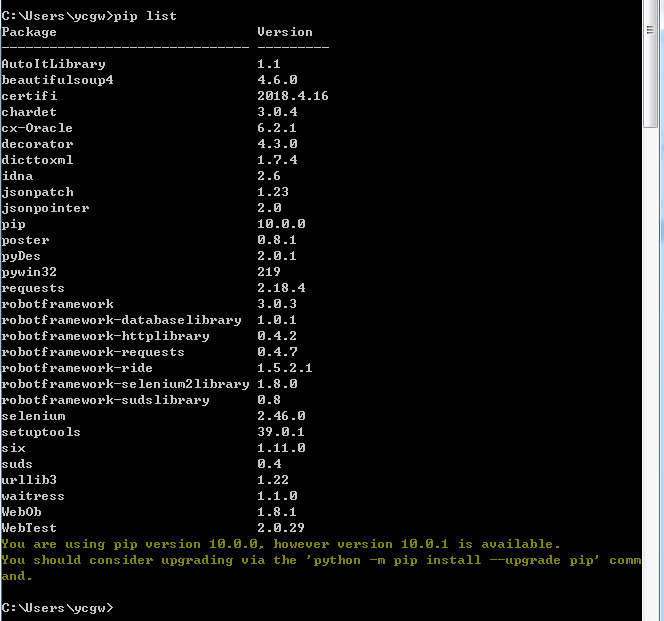 C:\Users\ycgw>pip list
Package                         Version
------------------------------- ---------
AutoItLibrary                   1.1
beautifulsoup4                  4.6.0
certifi                         2018.4.16
chardet                         3.0.4
cx-Oracle                       6.2.1
decorator                       4.3.0
dicttoxml                       1.7.4
idna                            2.6
jsonpatch                       1.23
jsonpointer                     2.0
pip                             10.0.0
poster                          0.8.1
pyDes                           2.0.1
pywin32                         219
requests                        2.18.4
robotframework                  3.0.3
robotframework-databaselibrary  1.0.1
robotframework-httplibrary      0.4.2
robotframework-requests         0.4.7
robotframework-ride             1.5.2.1
robotframework-selenium2library 1.8.0
robotframework-sudslibrary      0.8
selenium                        2.46.0
setuptools                      39.0.1
six                             1.11.0
suds                            0.4
urllib3                         1.22
waitress                        1.1.0
WebOb                           1.8.1
WebTest                         2.0.29
You are using pip version 10.0.0, however version 10.0.1 is available.
You should consider upgrading via the 'python -m pip install --upgrade pip' comm
and.
C:\Users\ycgw>